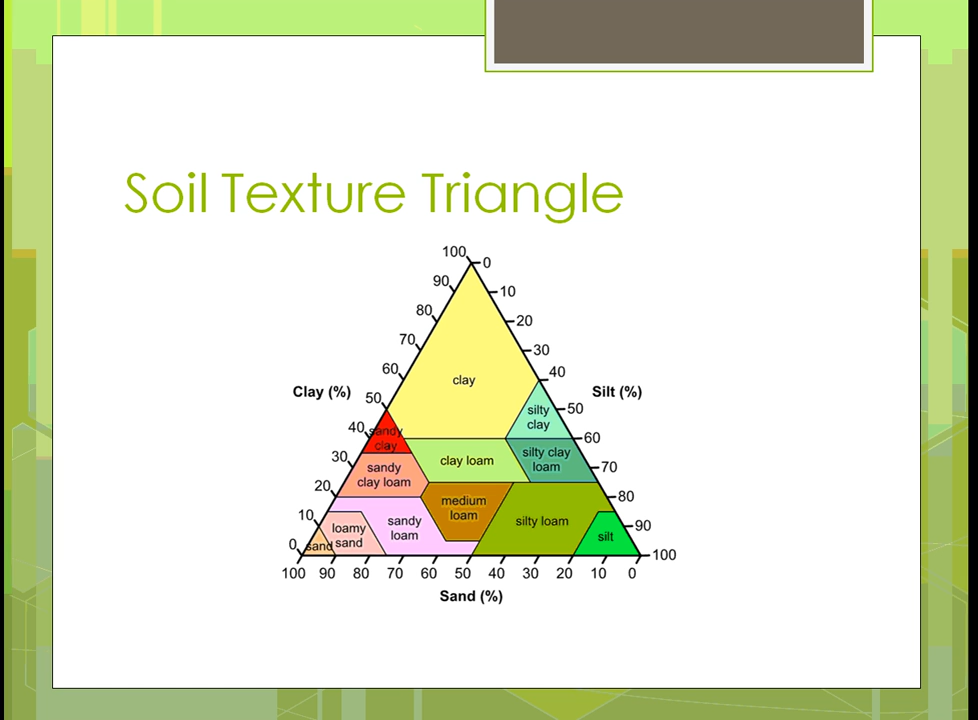 Soil Texture Triangle
100
0
90
10
80
20
70
30
60
40
clay
Clay (%)
Silt (%)
50
50
silty
clay
40
sandy
clay
60
30
clay loam
silty clay
loam
70
sandy
clay loam
20
80
medium
loam
10
loamy
sand
sandy
loam
silty loam
90
silt
0
sand
100
100 90 80 70 60 50 40 30 20 10 0
Sand (%)